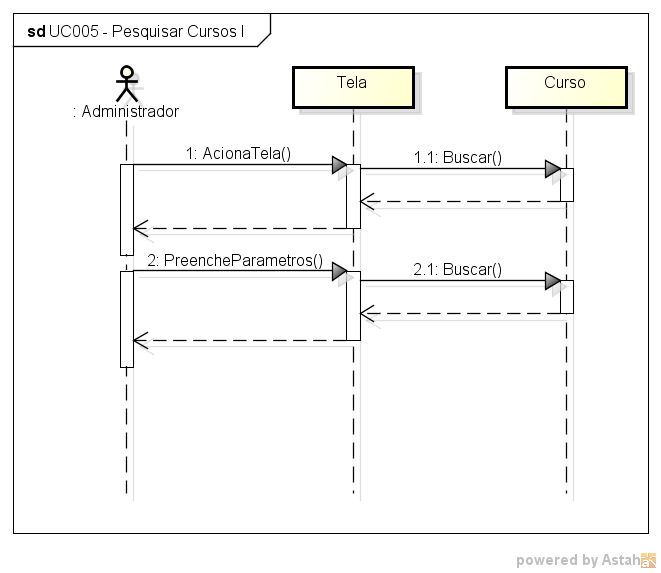 sd UC005 - Pesquisar Cursos I
: Administrador
Tela
Curso
1: AcionaTela()
1.1: Buscar()
2: PreencheParametros()
2.1: Buscar()
powered by Astah